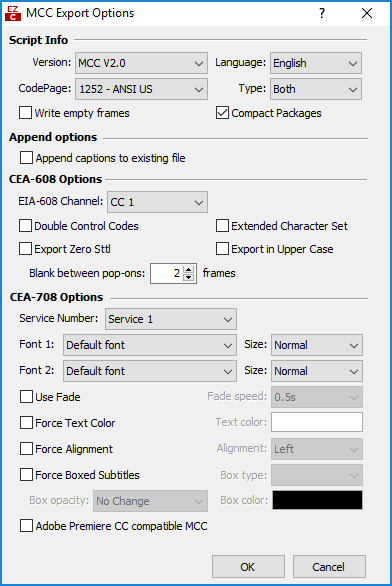 EZ
C
MCC Export Options
?
Script Info
Version: MCC V2.0 Language: English
CodePage: 1252 - ANSI US Type: Both
Write empty frames Compact Packages
Append options
Append captions to existing file
CEA-608 Options
EIA-608 Channel: CC 1
Double Control Codes Extended Character Set
Export Zero Sttl Export in Upper Case
Blank between pop-ons: 2 frames
CEA-708 Options
Service Number: Service 1
Font 1: Default font Size: Normal
Font 2: Default font Size: Normal
Use Fade Fade speed: 0.5s
Force Text Color Text color:
Force Alignment Alignment: Left
Force Boxed Subtitles Box type:
Box opacity: No Change Box color:
Adobe Premiere CC compatible MCC
OK Cancel